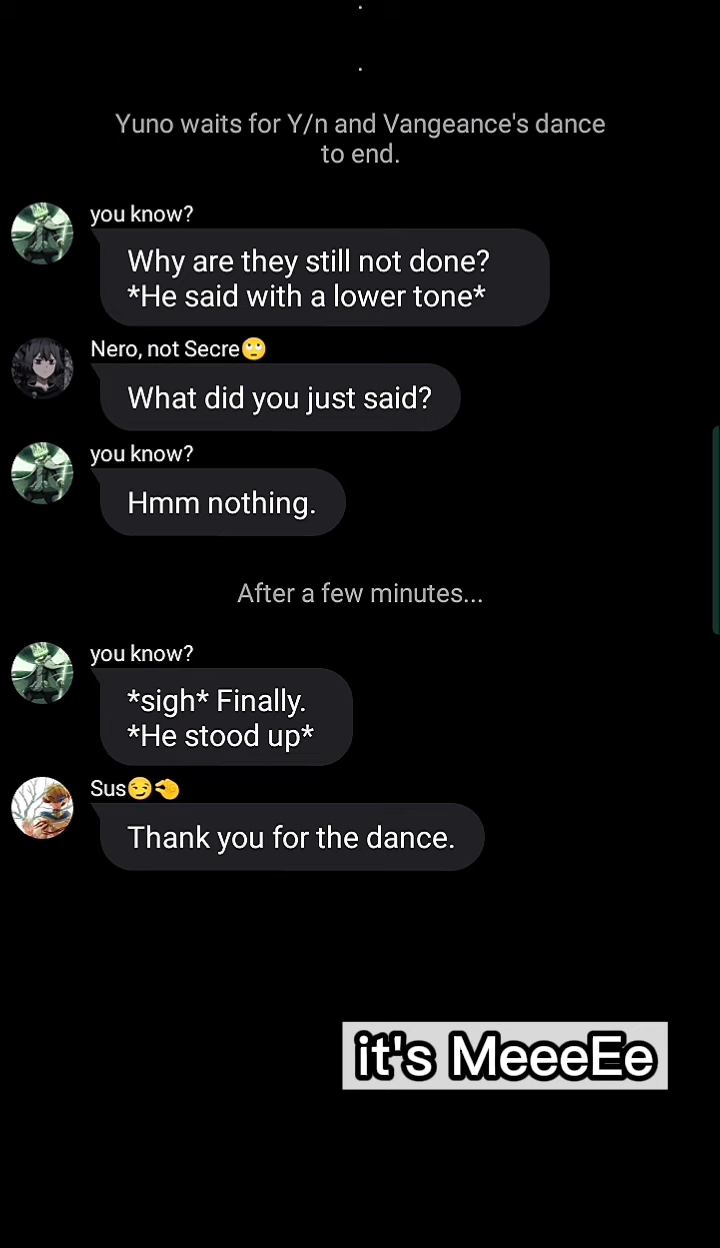 .
.
Yuno waits for Y/n and Vangeance's dance
to end.
you know?
Why are they still not done?
*He said with a lower tone*
Nero, not Secre🙄
What did you just said?
you know?
Hmm nothing.
After a few minutes...
you know?
*sigh* Finally.
*He stood up*
Sus😏🤏
Thank you for the dance.
it's MeeeEe